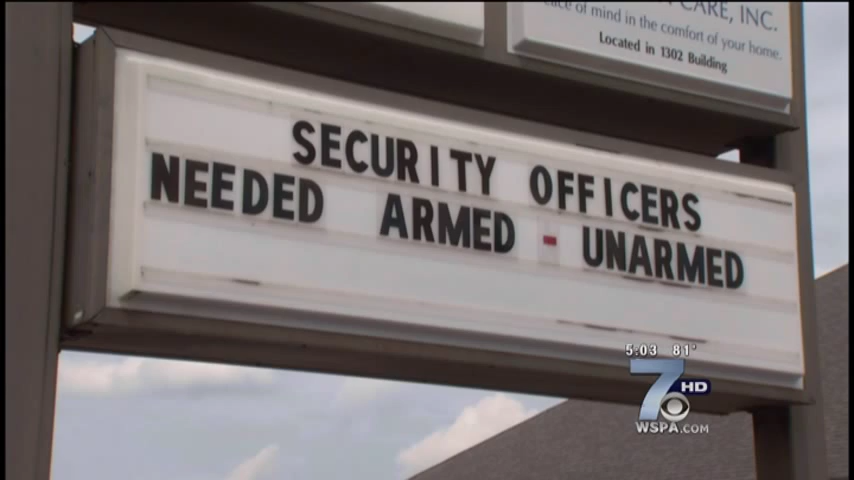 CARE, INC.
of mind in the comfort of your home.
Located in 1302 Building
SECURITY OFFICERS
NEEDED ARMED - UNARMED
5:03 81°
7 HD
WSPA.COM